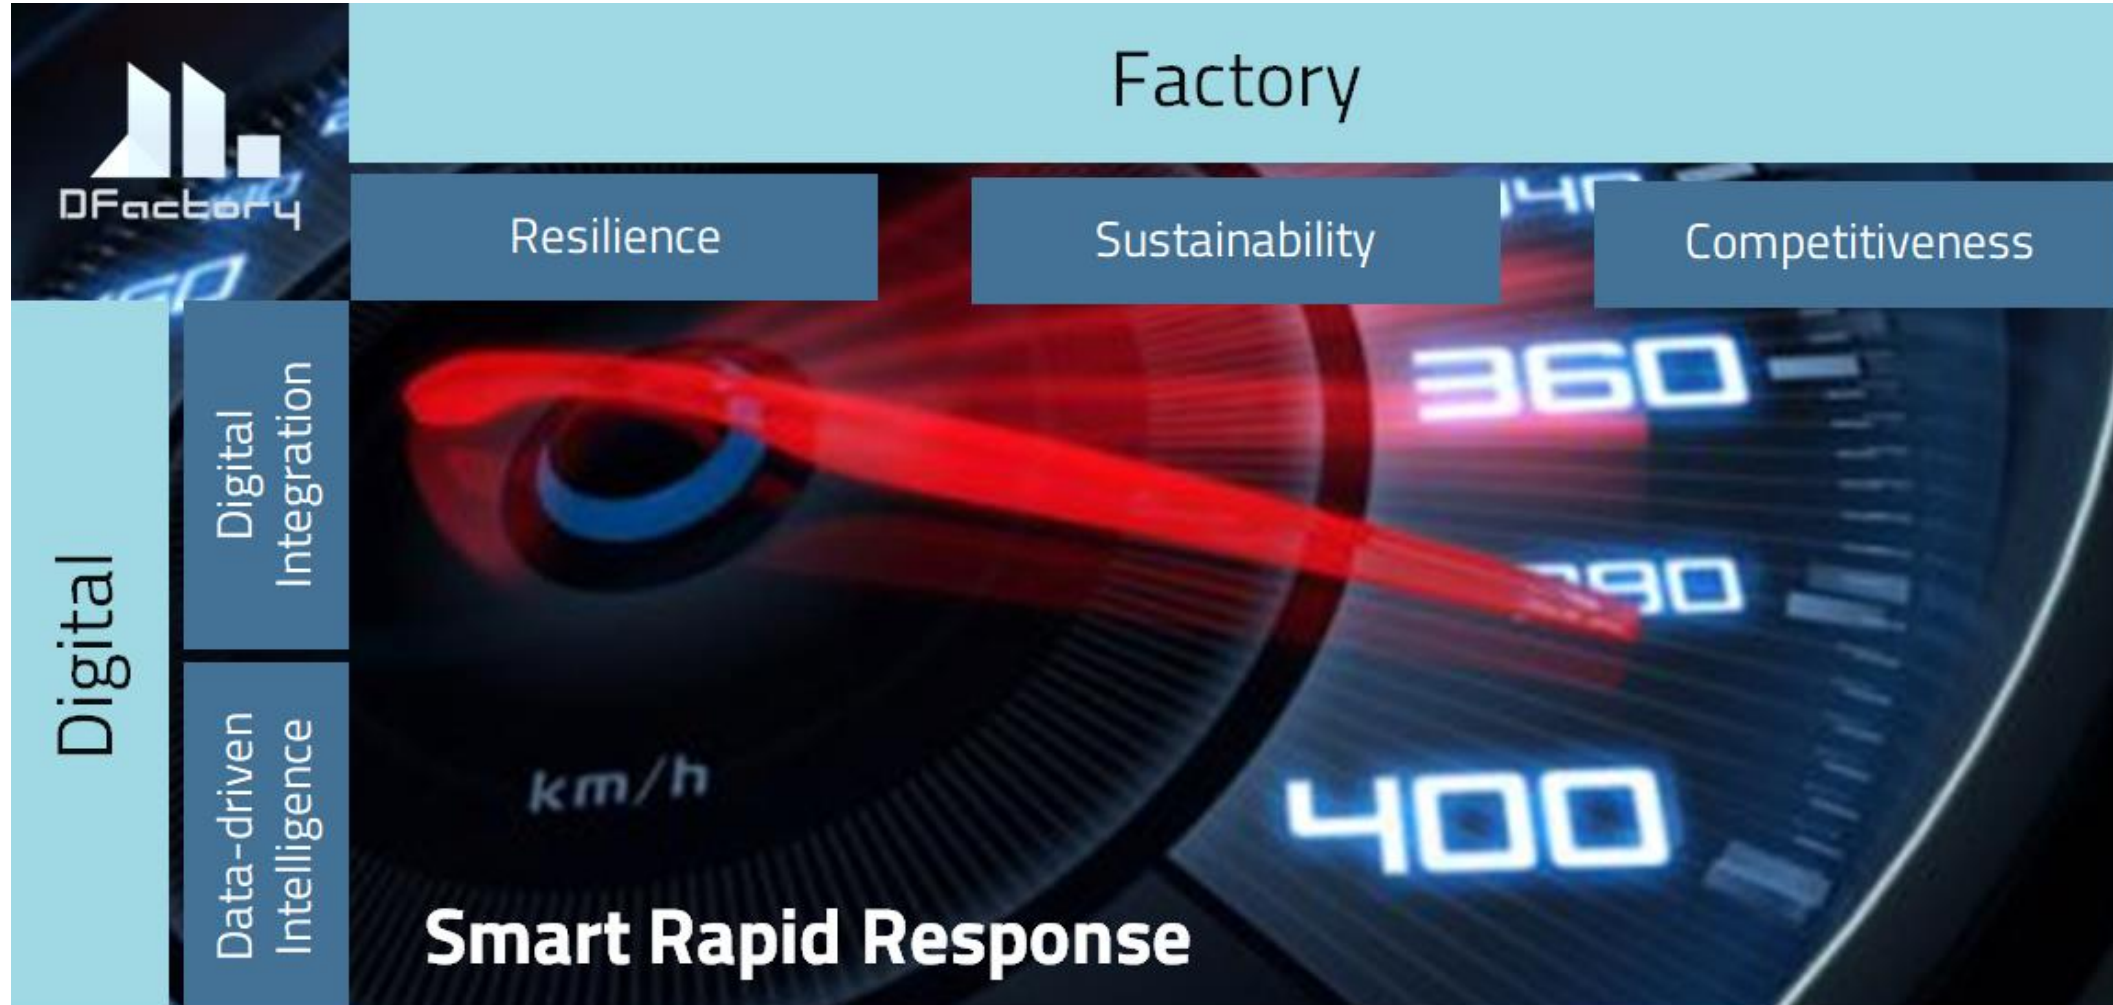 Factory
DFactory
Resilience
Sustainability
Competitiveness
Digital
Digital
Integration
Data-driven
Intelligence
360
400
km/h
Smart Rapid Response